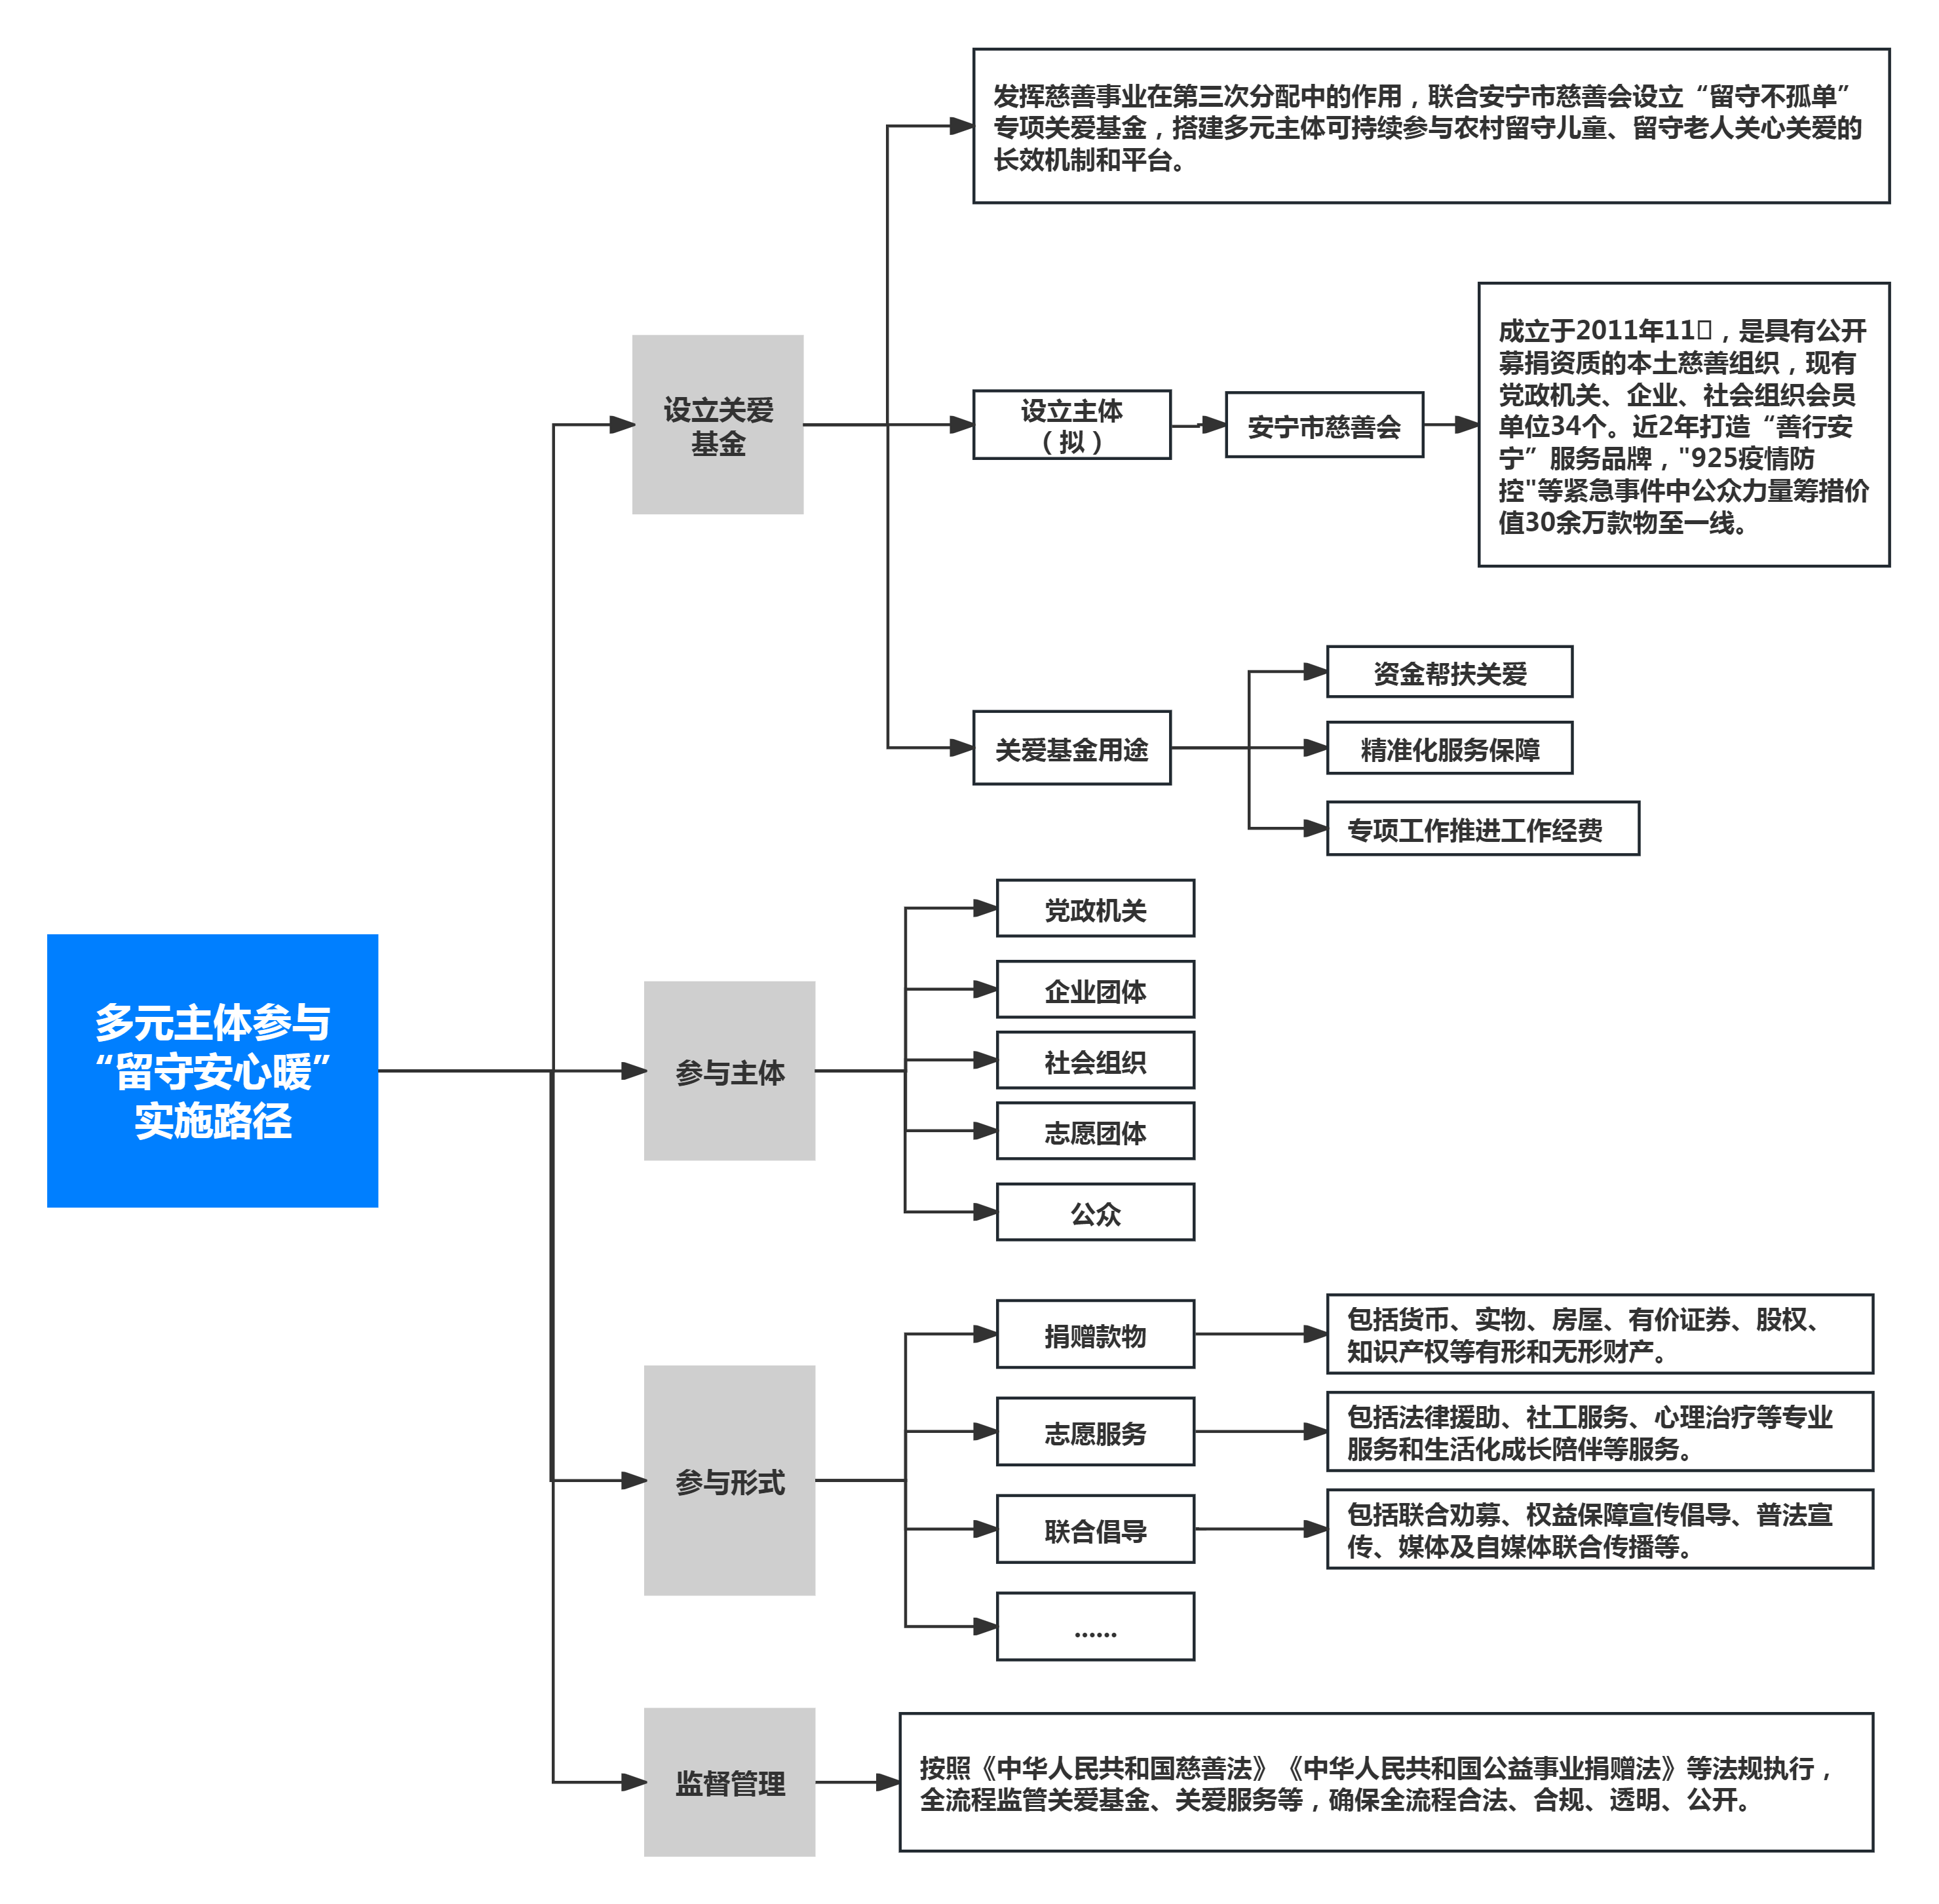 发挥慈善事业在第三次分配中的作用，联合安宁市慈善会设立“留守不孤单”
专项关爱基金，搭建多元主体可持续参与农村留守儿童、留守老人关心关爱的
长效机制和平台。
设立关爱
基金
设立主体
（拟）
安宁市慈善会
成立于2011年11□，是具有公开
募捐资质的本土慈善组织，现有
党政机关、企业、社会组织会员
单位34个。近2年打造“善行安
宁”服务品牌，"925疫情防
控"等紧急事件中公众力量筹措价
值30余万款物至一线。
关爱基金用途
资金帮扶关爱
精准化服务保障
专项工作推进工作经费
多元主体参与
“留守安心暖”
实施路径
参与主体
党政机关
企业团体
社会组织
志愿团体
公众
参与形式
捐赠款物
包括货币、实物、房屋、有价证券、股权、
知识产权等有形和无形财产。
志愿服务
包括法律援助、社工服务、心理治疗等专业
服务和生活化成长陪伴等服务。
联合倡导
包括联合劝募、权益保障宣传倡导、普法宣
传、媒体及自媒体联合传播等。
......
监督管理
按照《中华人民共和国慈善法》《中华人民共和国公益事业捐赠法》等法规执行，
全流程监管关爱基金、关爱服务等，确保全流程合法、合规、透明、公开。